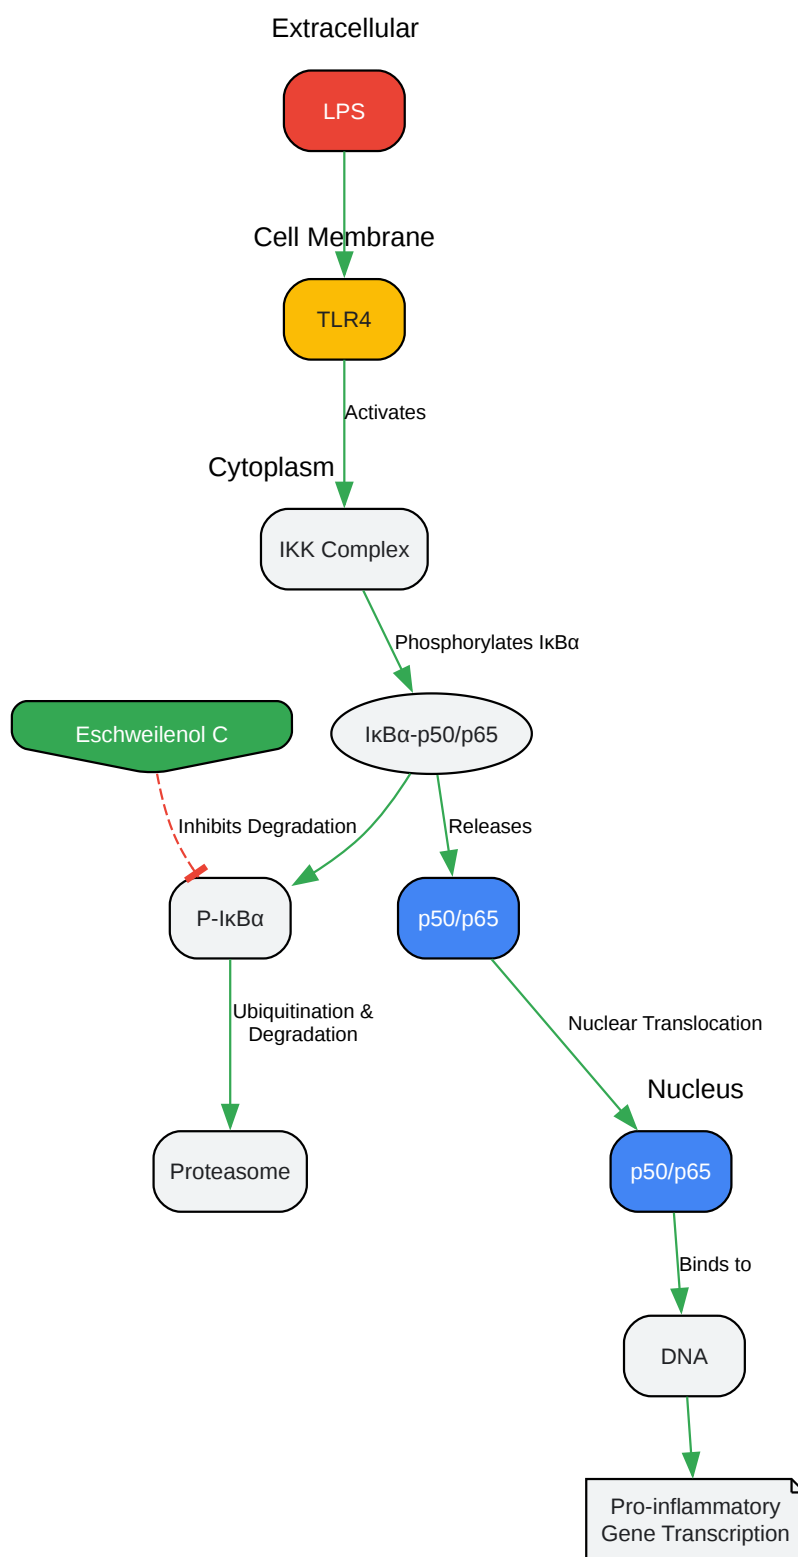 Extracellular
LPS
Cell Membrane
TLR4
Activates
Cytoplasm
IKK Complex
Phosphorylates IκBα
Eschweilenol C
IκBα-p50/p65
Inhibits Degradation
Releases
P-IκBα
p50/p65
Ubiquitination &
Degradation
Nuclear Translocation
Nucleus
Proteasome
p50/p65
Binds to
DNA
Pro-inflammatory
Gene Transcription